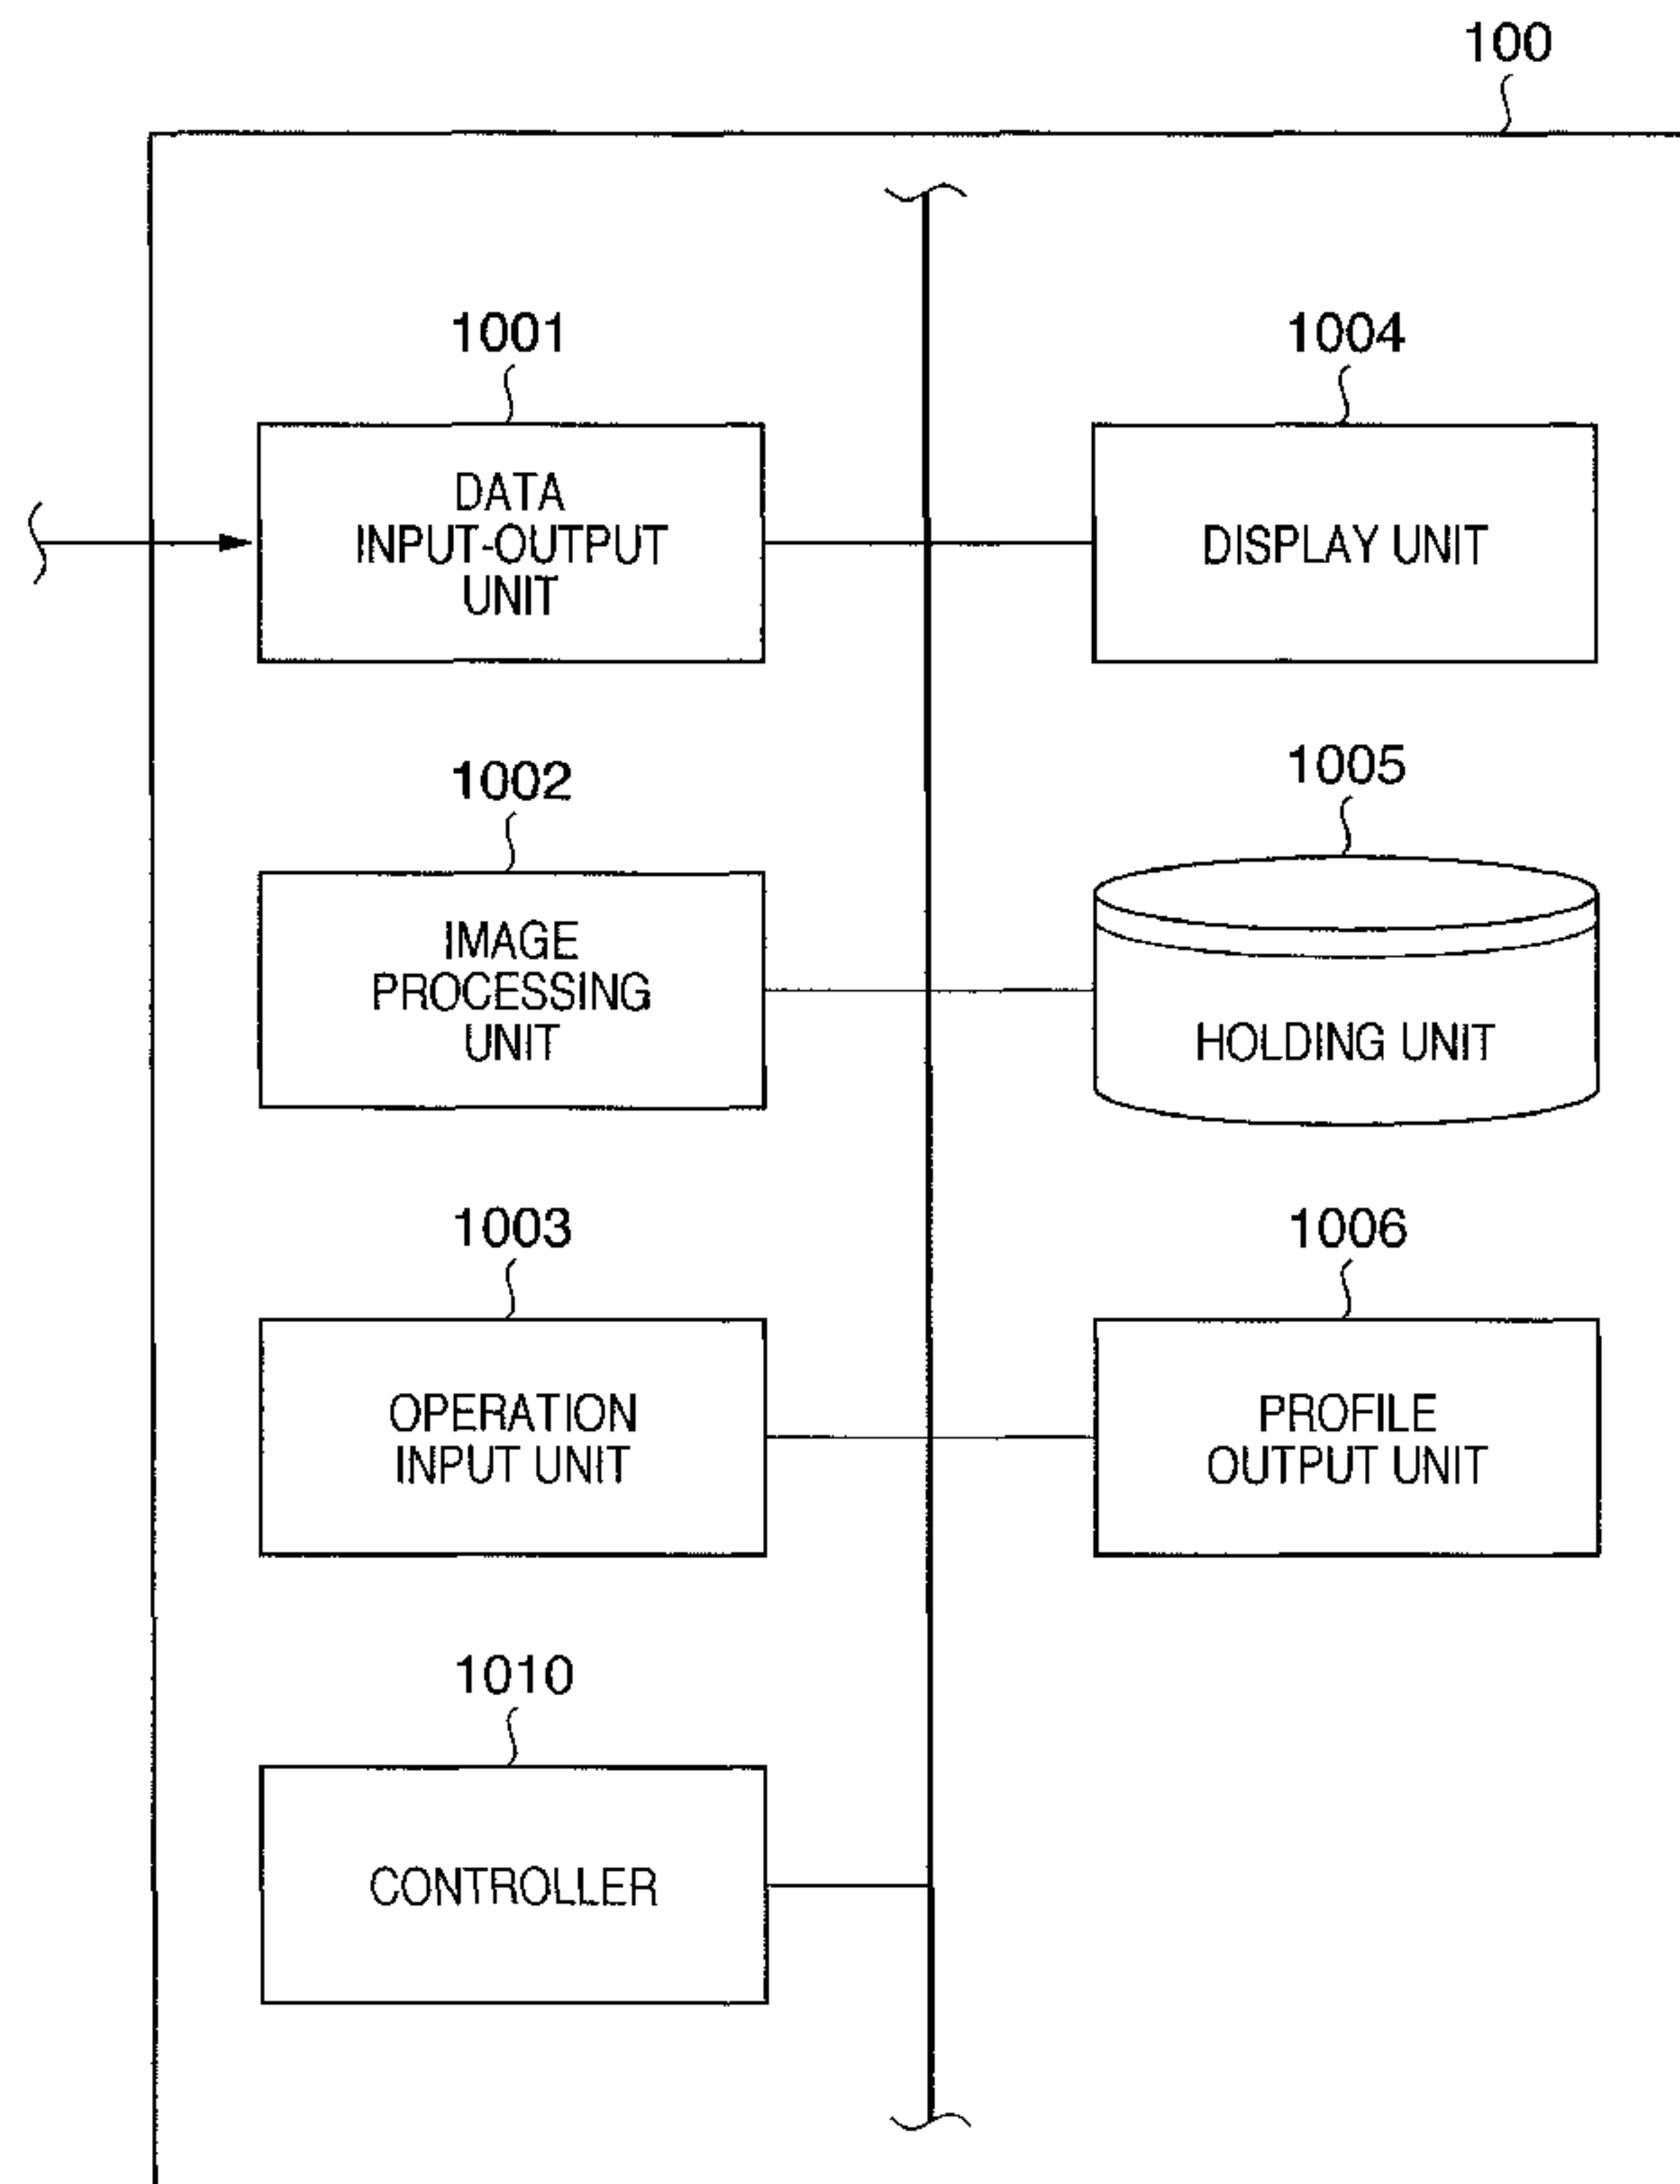 100
1001
DATA
INPUT-OUTPUT
UNIT
1004
DISPLAY UNIT
1002
IMAGE
PROCESSING
UNIT
1005
HOLDING UNIT
1003
OPERATION
INPUT UNIT
1006
PROFILE
OUTPUT UNIT
1010
CONTROLLER